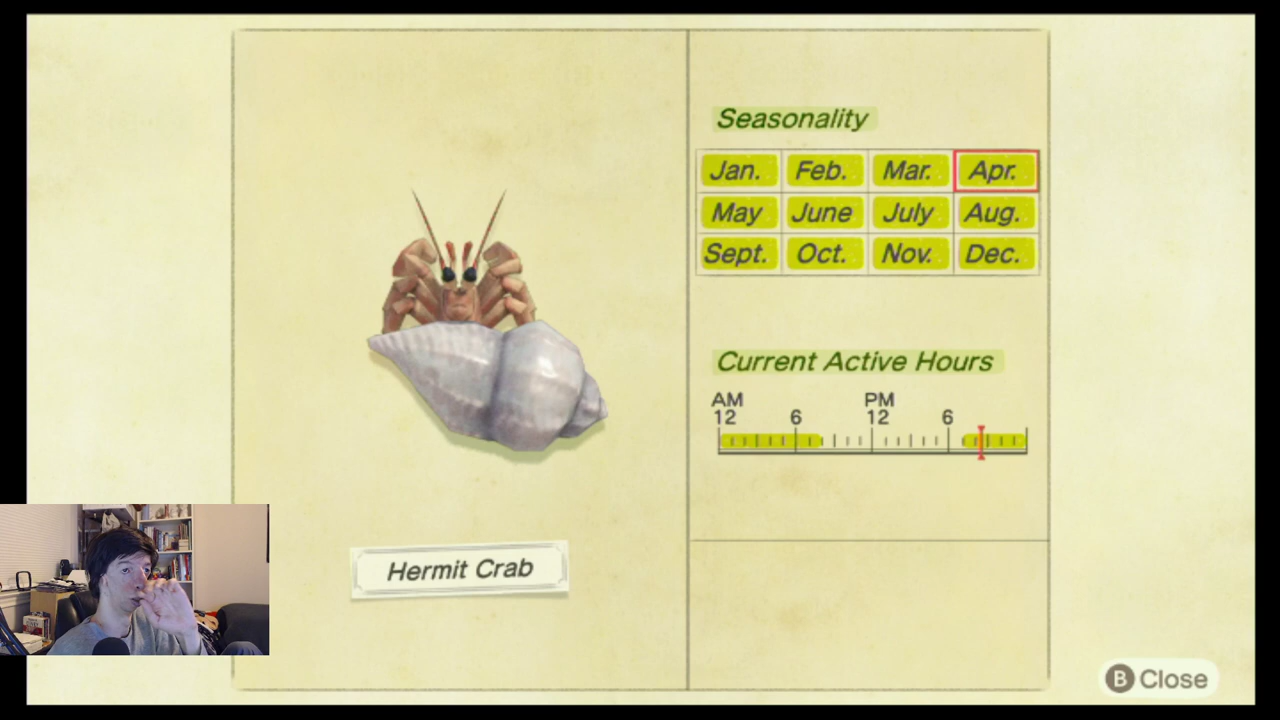 Seasonality
Jan. Feb. Mar. Apr.
May June July Aug.
Sept. Oct. Nov. Dec.
Current Active Hours
AM PM
12 6 12 6
Hermit Crab
B Close